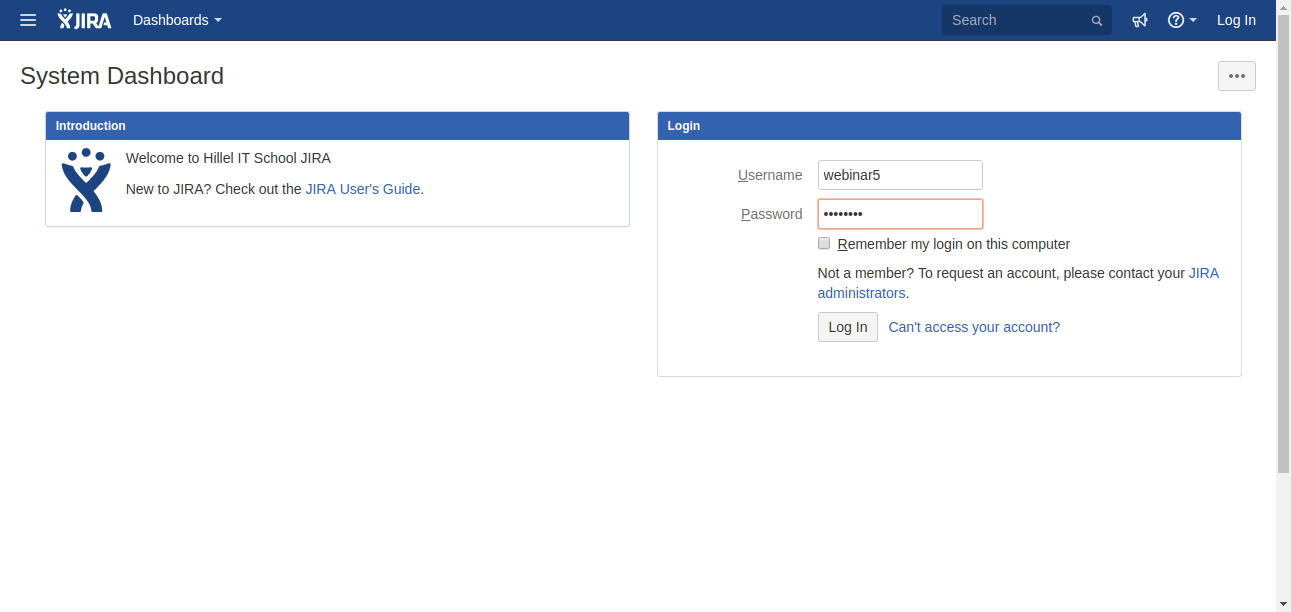 JIRA
Dashboards
Search
Log In
System Dashboard
Introduction
Welcome to Hillel IT School JIRA
New to JIRA? Check out the JIRA User's Guide.
Login
Username
webinar5
Password
••••••••
Remember my login on this computer
Not a member? To request an account, please contact your JIRA
administrators.
Log In
Can't access your account?